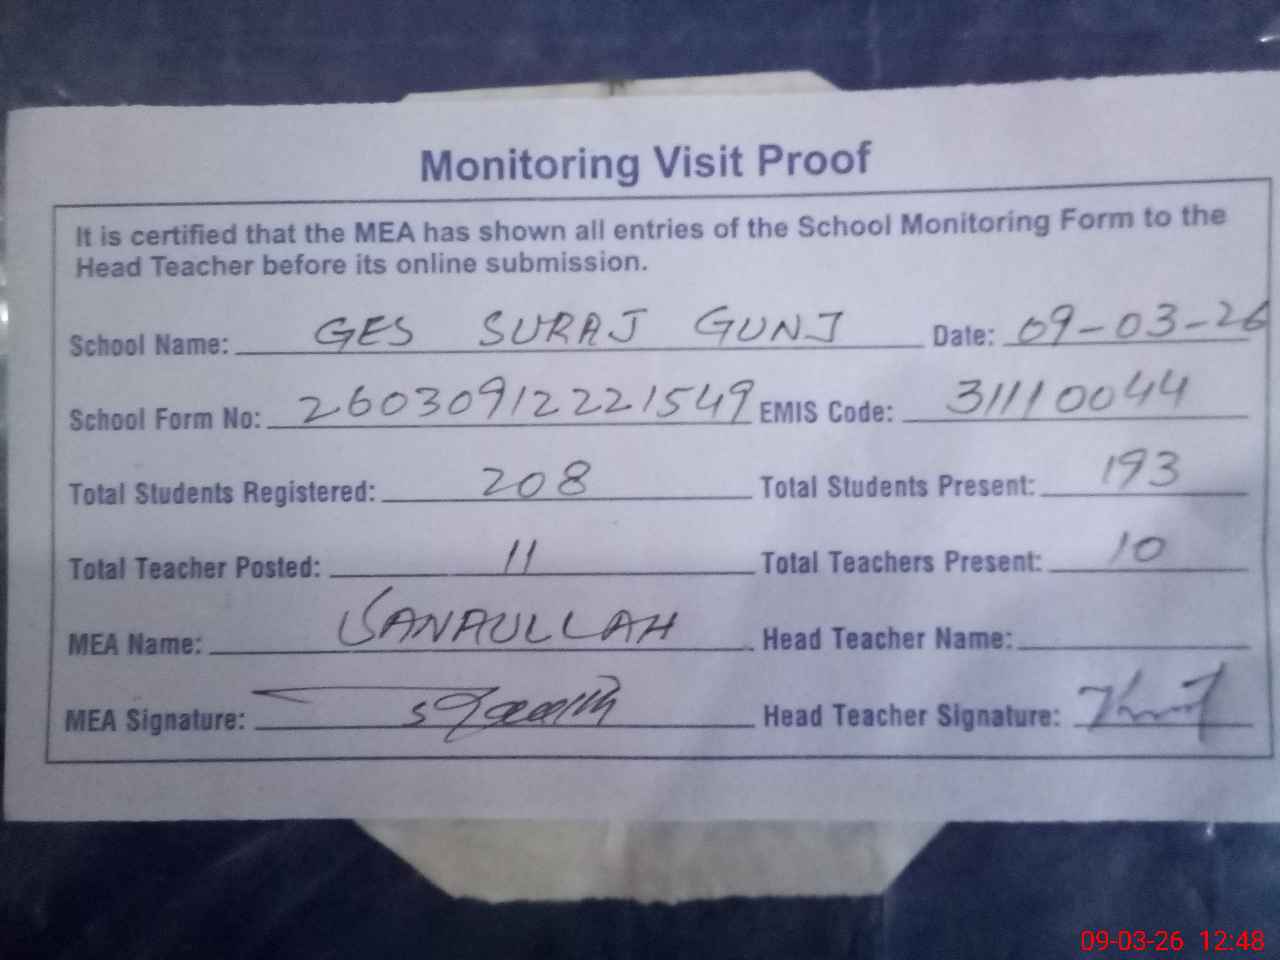 Monitoring Visit Proof
It is certified that the MEA has shown all entries of the School Monitoring Form to the
Head Teacher before its online submission.
School Name: GES SURAJ GUNJ Date: 09-03-26
School Form No: 260309122221549 EMIS Code: 31110044
Total Students Registered: 208 Total Students Present: 193
Total Teacher Posted: 11 Total Teachers Present: 10
MEA Name: SANAULLAH Head Teacher Name:
MEA Signature: Head Teacher Signature:
09-03-26 12:48